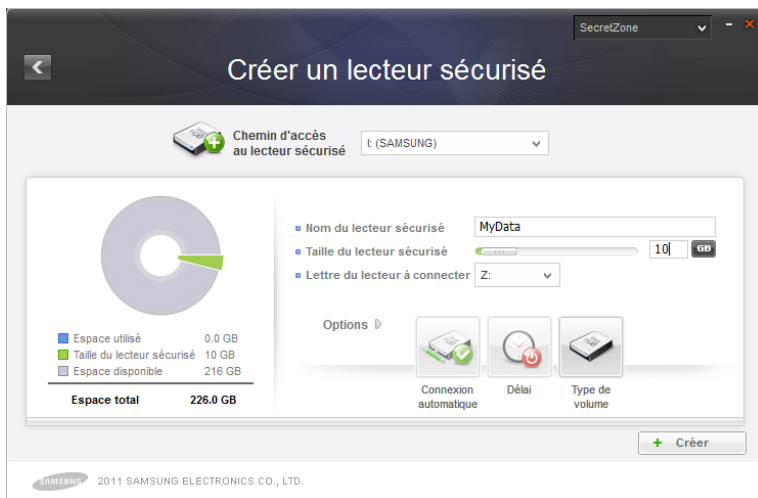 SecretZone
Créer un lecteur sécurisé
Chemin d'accès
au lecteur sécurisé
I: (SAMSUNG)
Nom du lecteur sécurisé MyData
Taille du lecteur sécurisé 10 GB
Lettre du lecteur à connecter Z:
Espace utilisé 0.0 GB
Taille du lecteur sécurisé 10 GB
Espace disponible 216 GB
Espace total 226.0 GB
Options
Connexion
automatique
Délai
Type de
volume
+ Créer
SAMSUNG 2011 SAMSUNG ELECTRONICS CO., LTD.